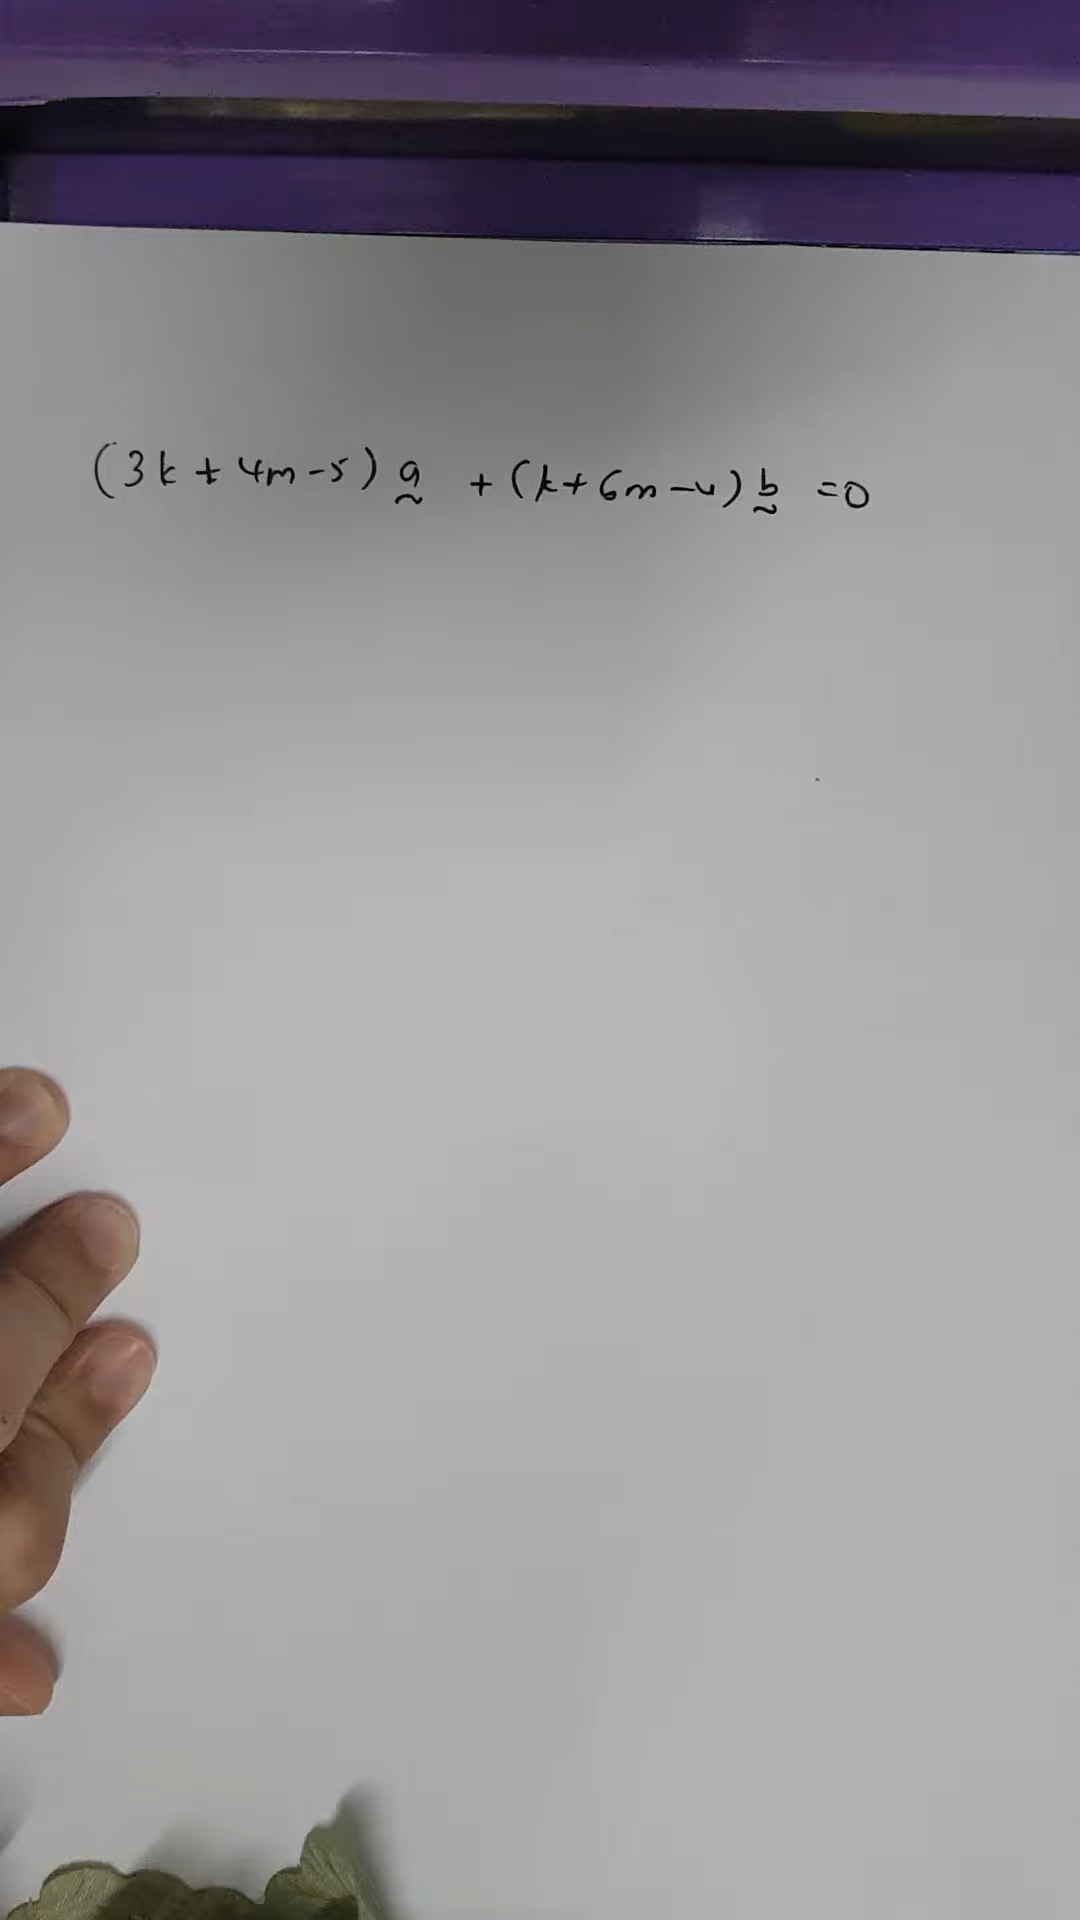 (3k + 4m - 5) a̰ + (k + 6m - 4) b̰ = 0